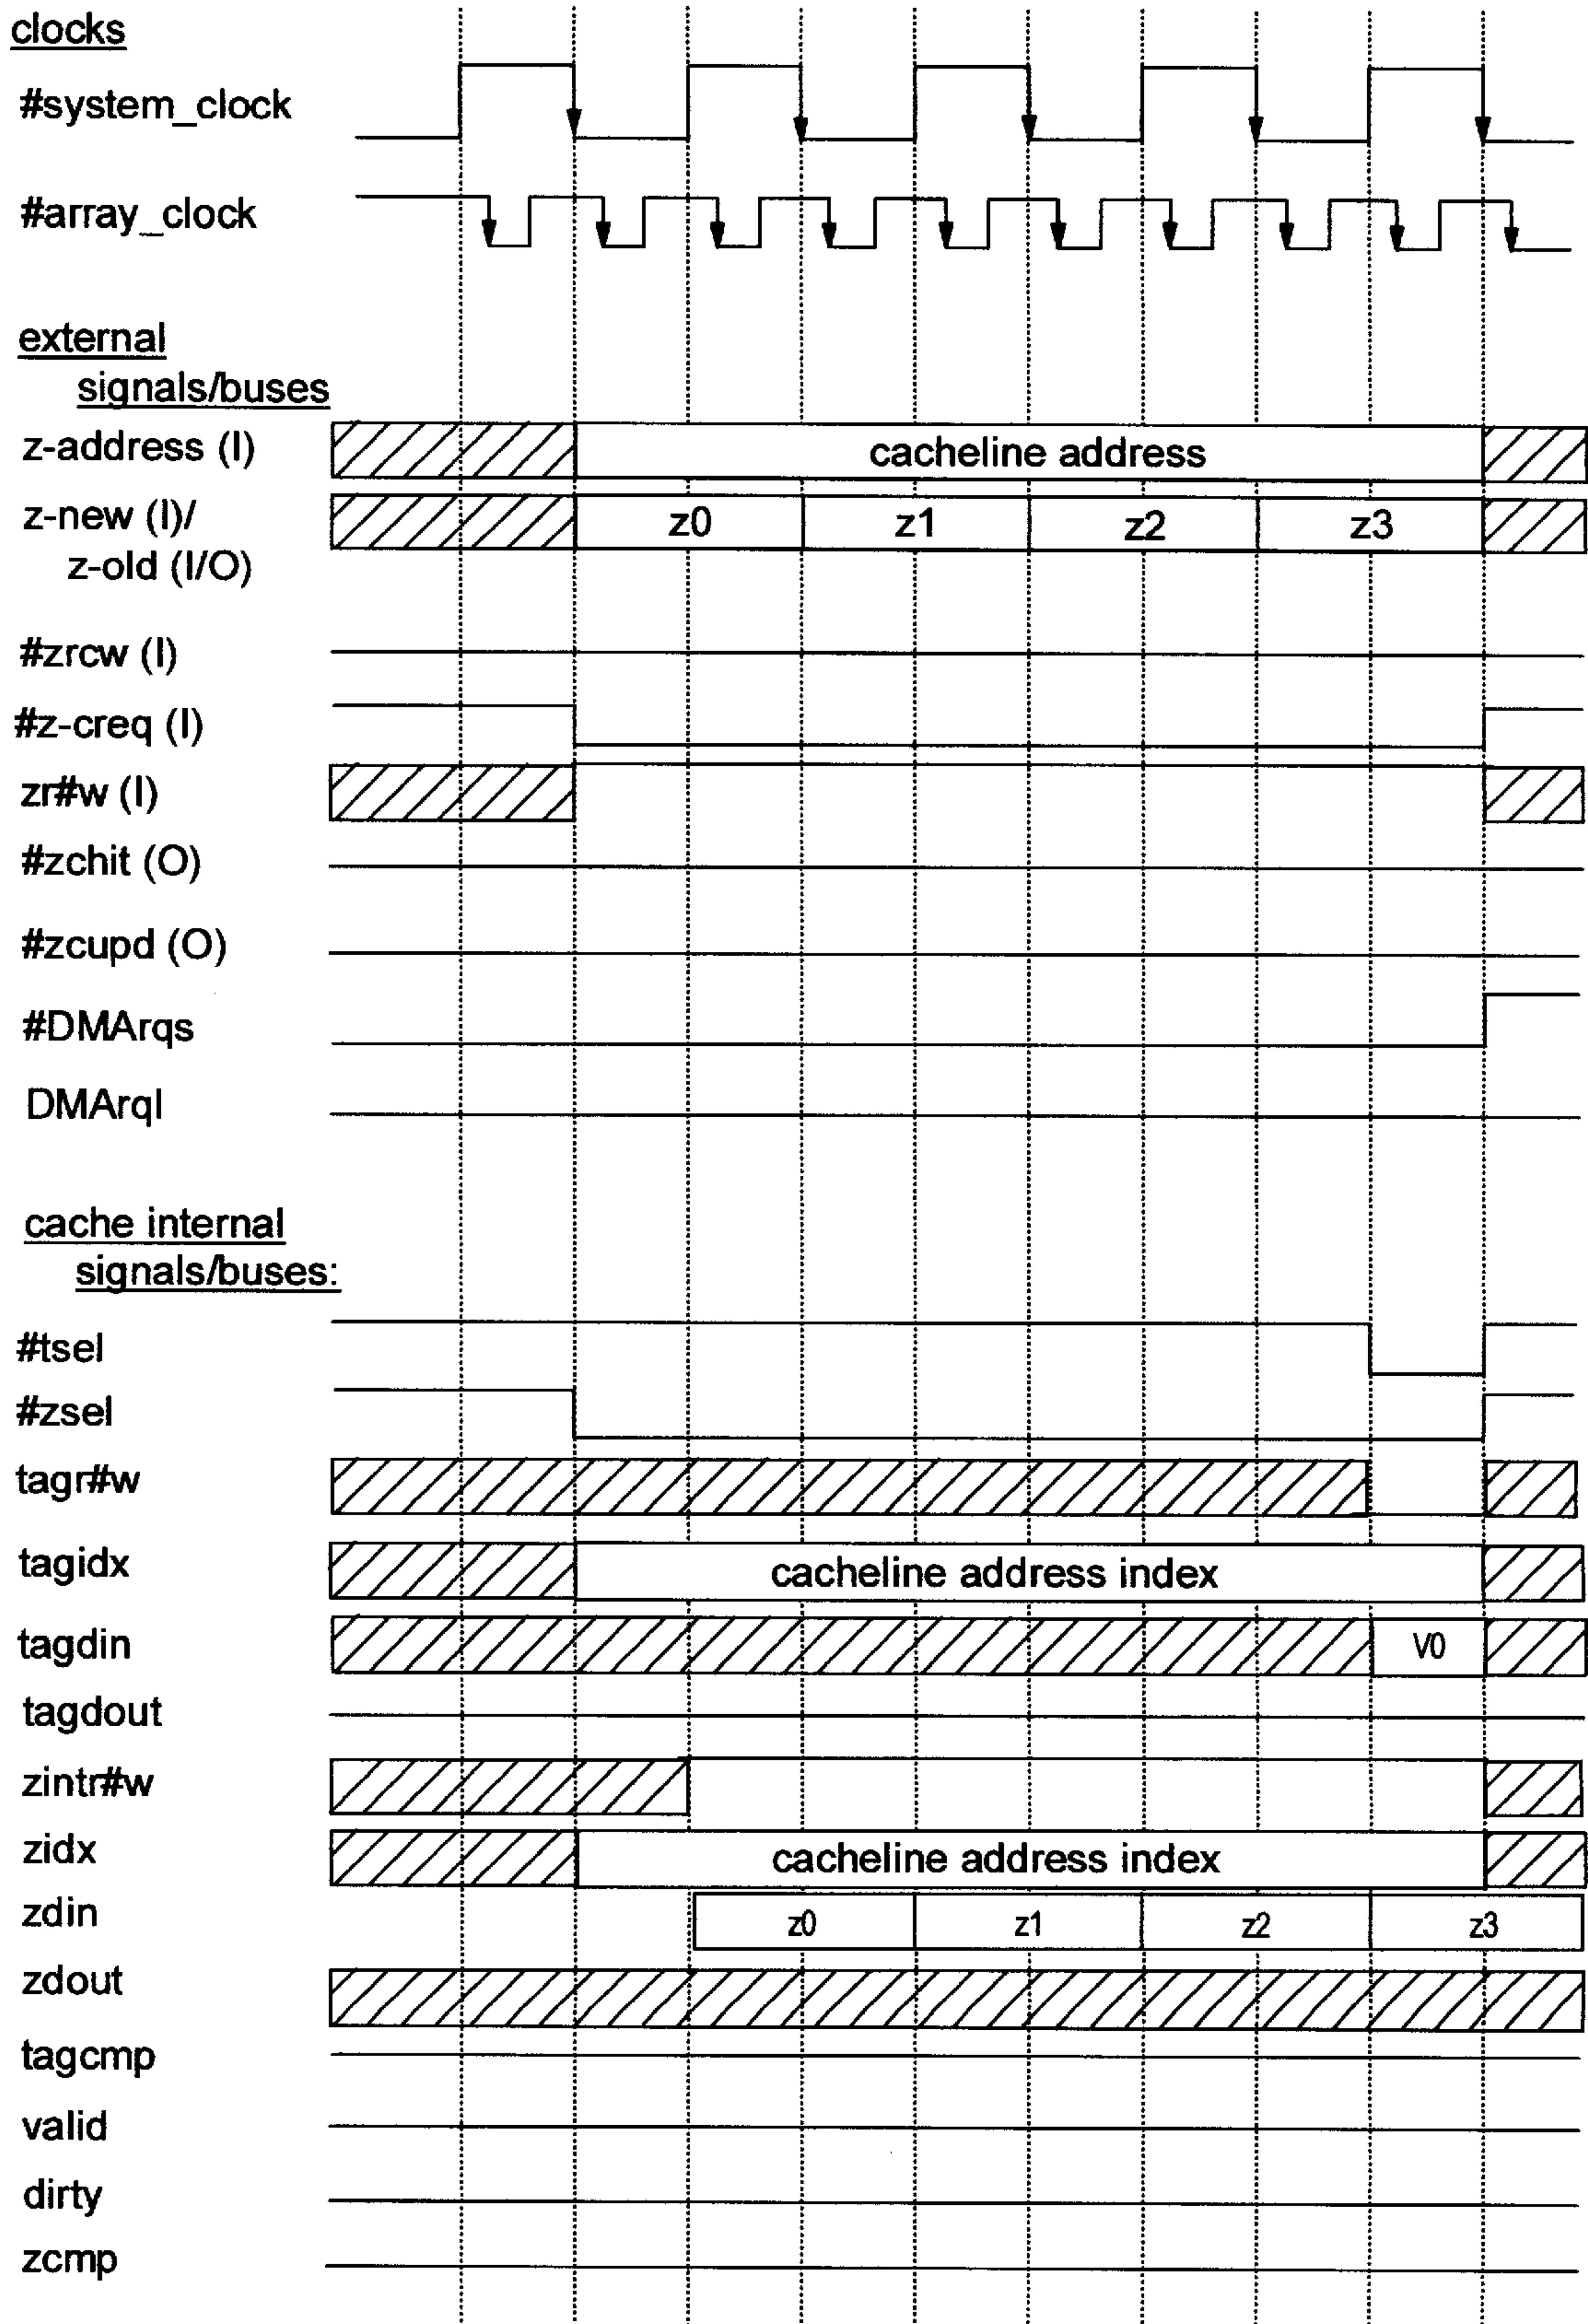 clocks
#system_clock
#array_clock
external
signals/buses
z-address (I)
cacheline address
z-new (I)/
z-old (I/O)
z0 z1 z2 z3
#zrcw (I)
#z-creq (I)
zr#w (I)
#zchit (O)
#zcupd (O)
#DMArqs
DMArql
cache internal
signals/buses:
#tsel
#zsel
tagr#w
tagidx
cacheline address index
tagdin
V0
tagdout
zintr#w
zidx
cacheline address index
zdin
z0 z1 z2 z3
zdout
tagcmp
valid
dirty
zcmp